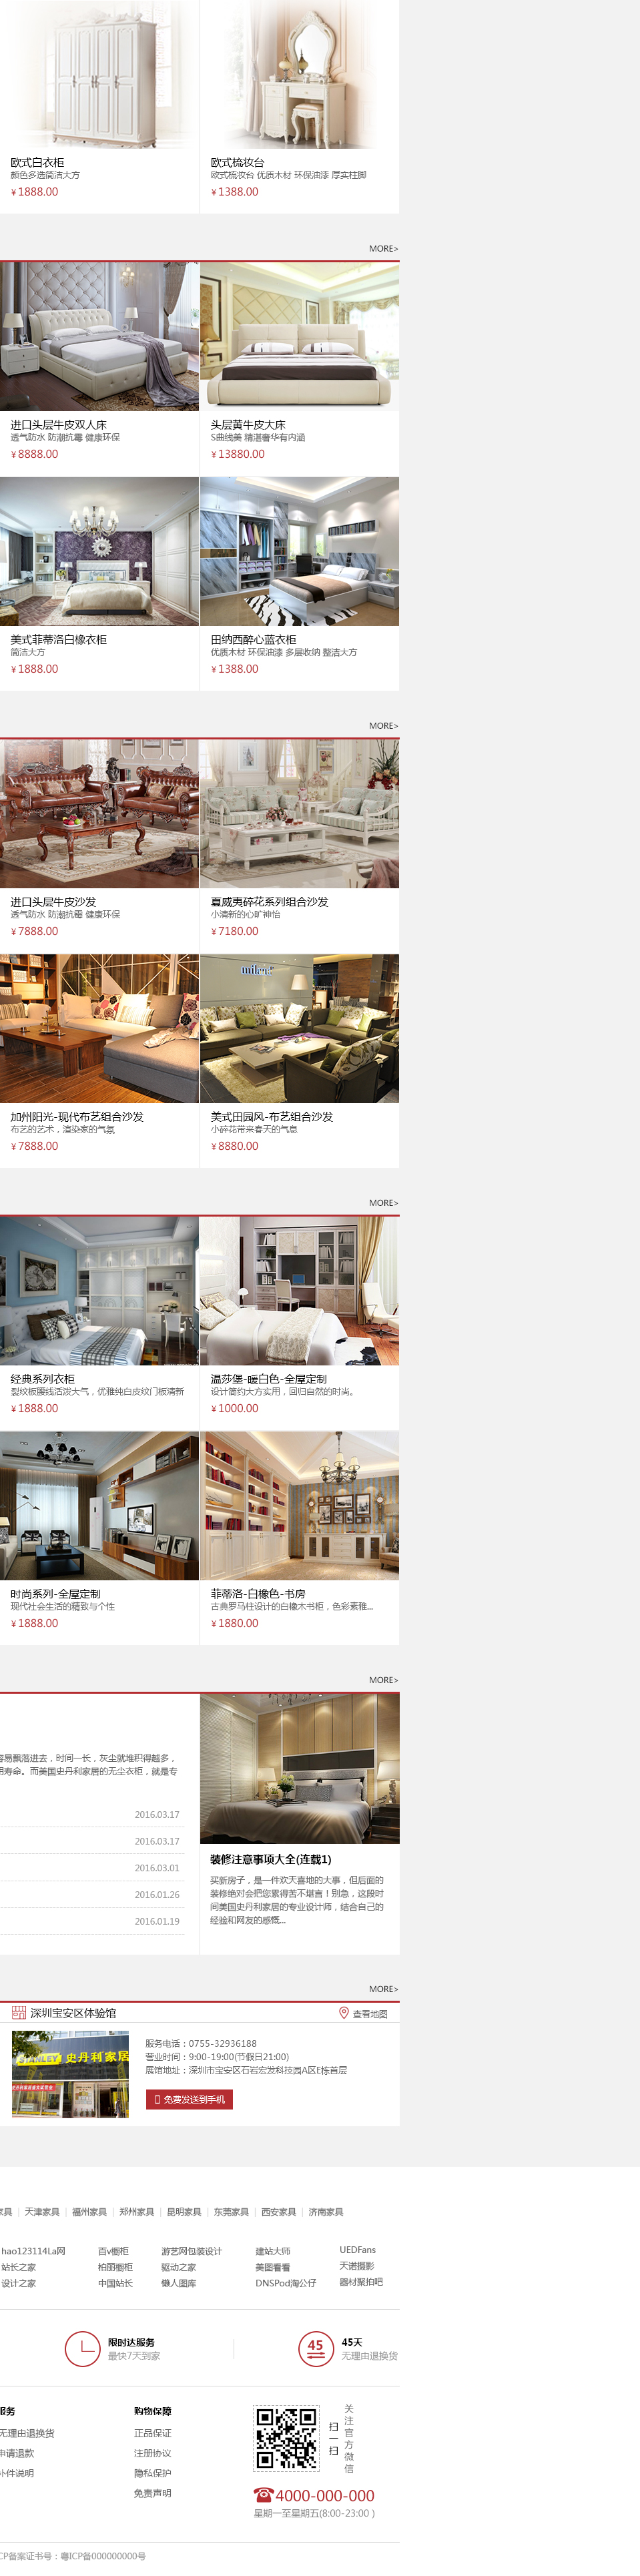 欧式白衣柜
颜色多选简洁大方
¥1888.00
欧式梳妆台
欧式梳妆台 优质木材 环保油漆 厚实柱脚
¥1388.00
MORE>
进口头层牛皮双人床
透气防水 防潮抗霉 健康环保
¥8888.00
头层黄牛皮大床
S曲线美 精湛奢华有内涵
¥13880.00
美式菲蒂洛白橡衣柜
简洁大方
¥1888.00
田纳西醉心蓝衣柜
优质木材 环保油漆 多层收纳 整洁大方
¥1388.00
MORE>
进口头层牛皮沙发
透气防水 防潮抗霉 健康环保
¥7888.00
夏威夷碎花系列组合沙发
小清新的心旷神怡
¥7180.00
milano
加州阳光-现代布艺组合沙发
布艺的艺术，渲染家的气氛
¥7888.00
美式田园风-布艺组合沙发
小碎花带来春天的气息
¥8880.00
MORE>
经典系列衣柜
裂纹板腰线活泼大气，优雅纯白皮纹门板清新
¥1888.00
温莎堡-暖白色-全屋定制
设计简约大方实用，回归自然的时尚。
¥1000.00
时尚系列-全屋定制
现代社会生活的精致与个性
¥1888.00
菲蒂洛-白橡色-书房
古典罗马柱设计的白橡木书柜，色彩素雅...
¥1880.00
MORE>
容易飘落进去，时间一长，灰尘就堆积得越多，
用寿命。而美国史丹利家居的无尘衣柜，就是专
2016.03.17
2016.03.17
2016.03.01
2016.01.26
2016.01.19
装修注意事项大全(连载1)
买新房子，是一件欢天喜地的大事，但后面的
装修绝对会把您累得苦不堪言！别急，这段时
间美国史丹利家居的专业设计师，结合自己的
经验和网友的感慨...
MORE>
深圳宝安区体验馆
查看地图
STANLEY 史丹利家居
服务电话：0755-32936188
营业时间：9:00-19:00(节假日21:00)
展馆地址：深圳市宝安区石岩宏发科技园A区E栋首层
免费发送到手机
家具 | 天津家具 | 福州家具 | 郑州家具 | 昆明家具 | 东莞家具 | 西安家具 | 济南家具
hao123114La网 百v橱柜 游艺网包装设计 建站大师 UEDFans
站长之家 柏丽橱柜 驱动之家 美图看看 天诺摄影
设计之家 中国站长 懒人图库 DNSPod淘公仔 器材聚拍吧
限时达服务
最快7天到家
45
45天
无理由退换货
服务
无理由退换货
申请退款
补件说明
购物保障
正品保证
注册协议
隐私保护
免责声明
扫一扫
关注官方微信
4000-000-000
星期一至星期五(8:00-23:00 )
CP备案证书号：粤ICP备000000000号